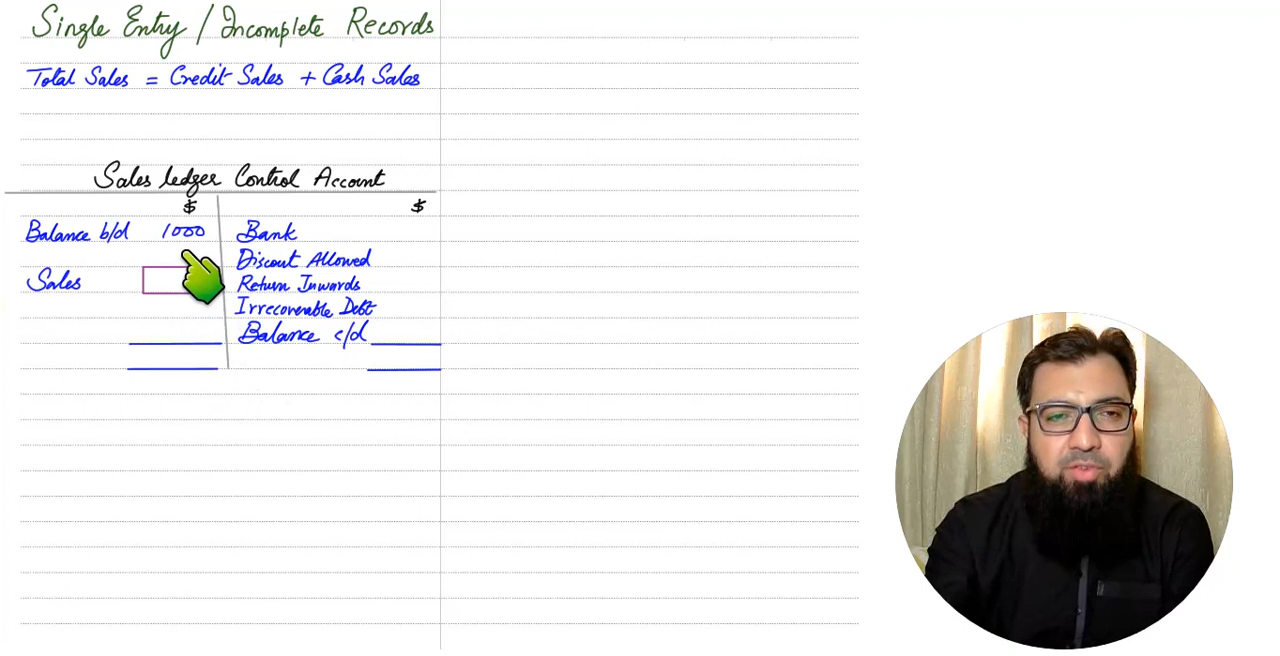 Single Entry / Incomplete Records
Total Sales = Credit Sales + Cash Sales
Sales ledger Control Account
$ $
Balance b/d 1000 Bank
Discout Allowed
Sales Return Inwards
Irrecoverable Debt
Balance c/d